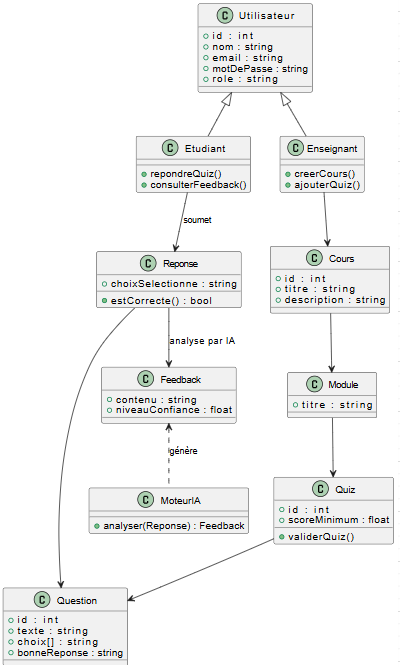 C Utilisateur
id : int
nom : string
email : string
motDePasse : string
role : string
C Etudiant
repondreQuiz()
consulterFeedback()
C Enseignant
creerCours()
ajouterQuiz()
soumet
C Reponse
choixSelectionne : string
estCorrecte() : bool
C Cours
id : int
titre : string
description : string
analyse par IA
C Feedback
contenu : string
niveauConfiance : float
C Module
titre : string
génère
C MoteurIA
analyser(Reponse) : Feedback
C Quiz
id : int
scoreMinimum : float
validerQuiz()
C Question
id : int
texte : string
choix[] : string
bonneReponse : string